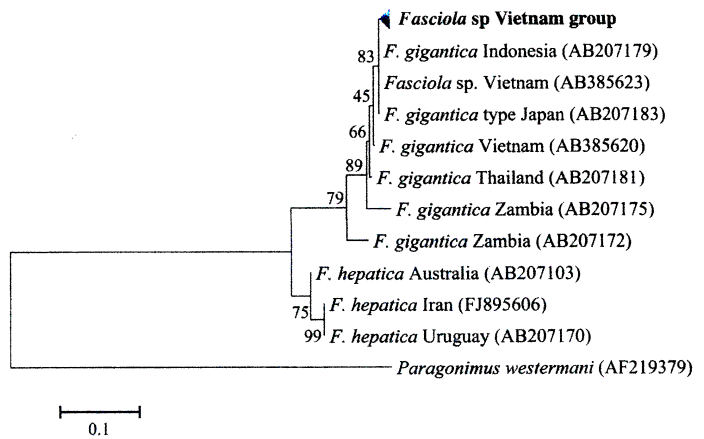 Fasciola sp Vietnam group
83
F. gigantica Indonesia (AB207179)
Fasciola sp. Vietnam (AB385623)
45
F. gigantica type Japan (AB207183)
66
F. gigantica Vietnam (AB385620)
89
F. gigantica Thailand (AB207181)
79
F. gigantica Zambia (AB207175)
F. gigantica Zambia (AB207172)
F. hepatica Australia (AB207103)
75
F. hepatica Iran (FJ895606)
99
F. hepatica Uruguay (AB207170)
Paragonimus westermani (AF219379)
0.1